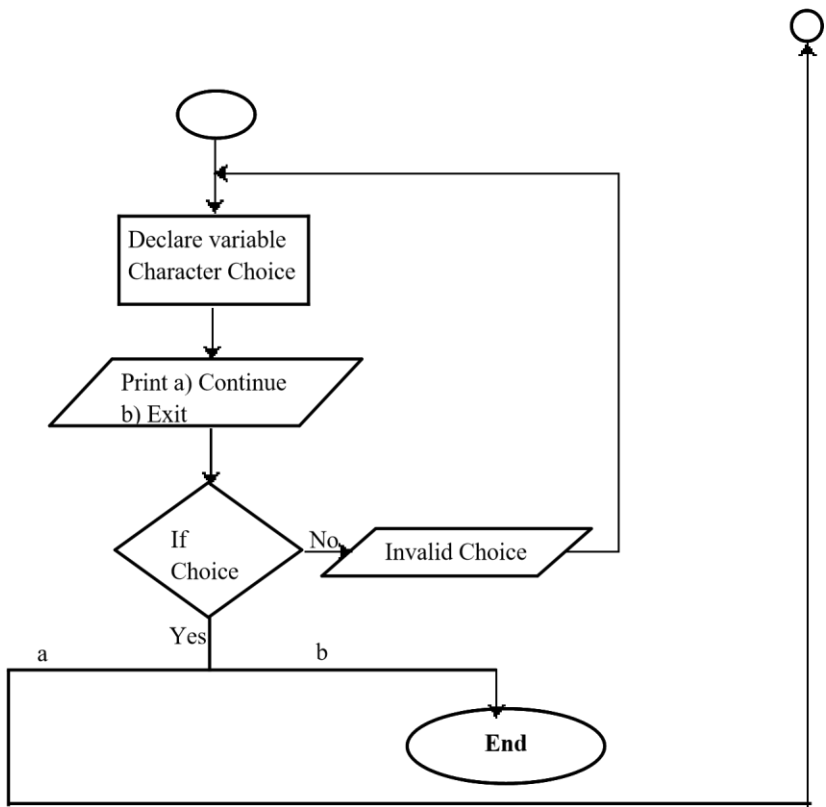 Declare variable
Character Choice
Print a) Continue
b) Exit
If
Choice
No
Invalid Choice
Yes
a
b
End